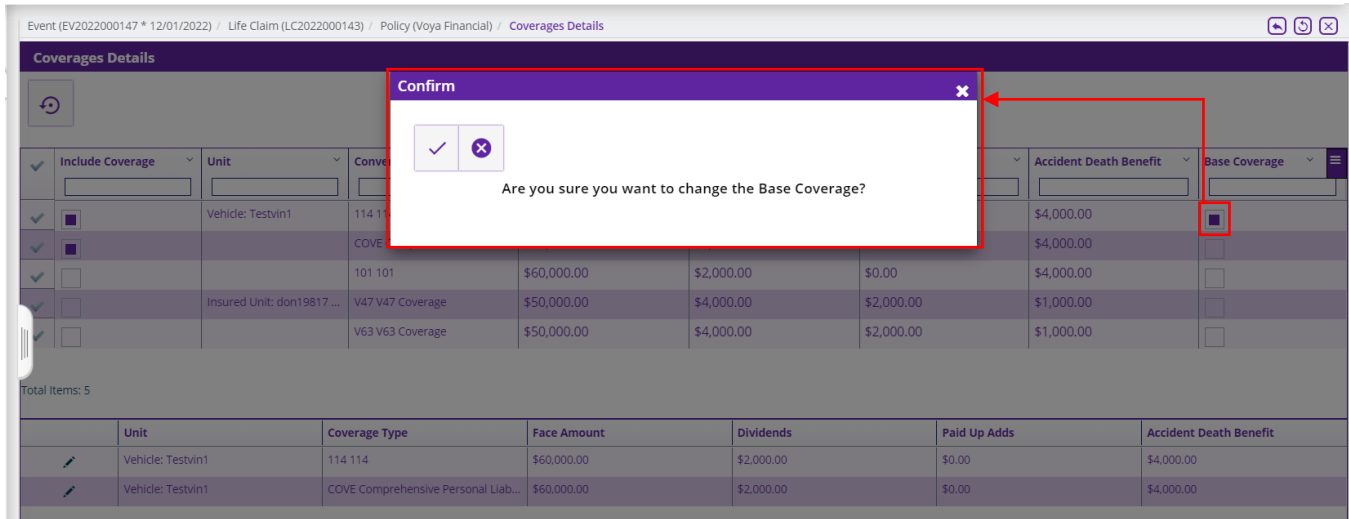 Event (EV2022000147 * 12/01/2022) / Life Claim (LC2022000143) / Policy (Voya Financial) / Coverages Details
Coverages Details
Confirm
Are you sure you want to change the Base Coverage?
Include Coverage Unit Conve Accident Death Benefit Base Coverage
Vehicle: Testvin1 114 11 $4,000.00
COVE $4,000.00
101 101 $60,000.00 $2,000.00 $0.00 $4,000.00
Insured Unit: don19817 ... V47 V47 Coverage $50,000.00 $4,000.00 $2,000.00 $1,000.00
V63 V63 Coverage $50,000.00 $4,000.00 $2,000.00 $1,000.00
Total Items: 5
Unit Coverage Type Face Amount Dividends Paid Up Adds Accident Death Benefit
Vehicle: Testvin1 114 114 $60,000.00 $2,000.00 $0.00 $4,000.00
Vehicle: Testvin1 COVE Comprehensive Personal Liab... $60,000.00 $2,000.00 $0.00 $4,000.00